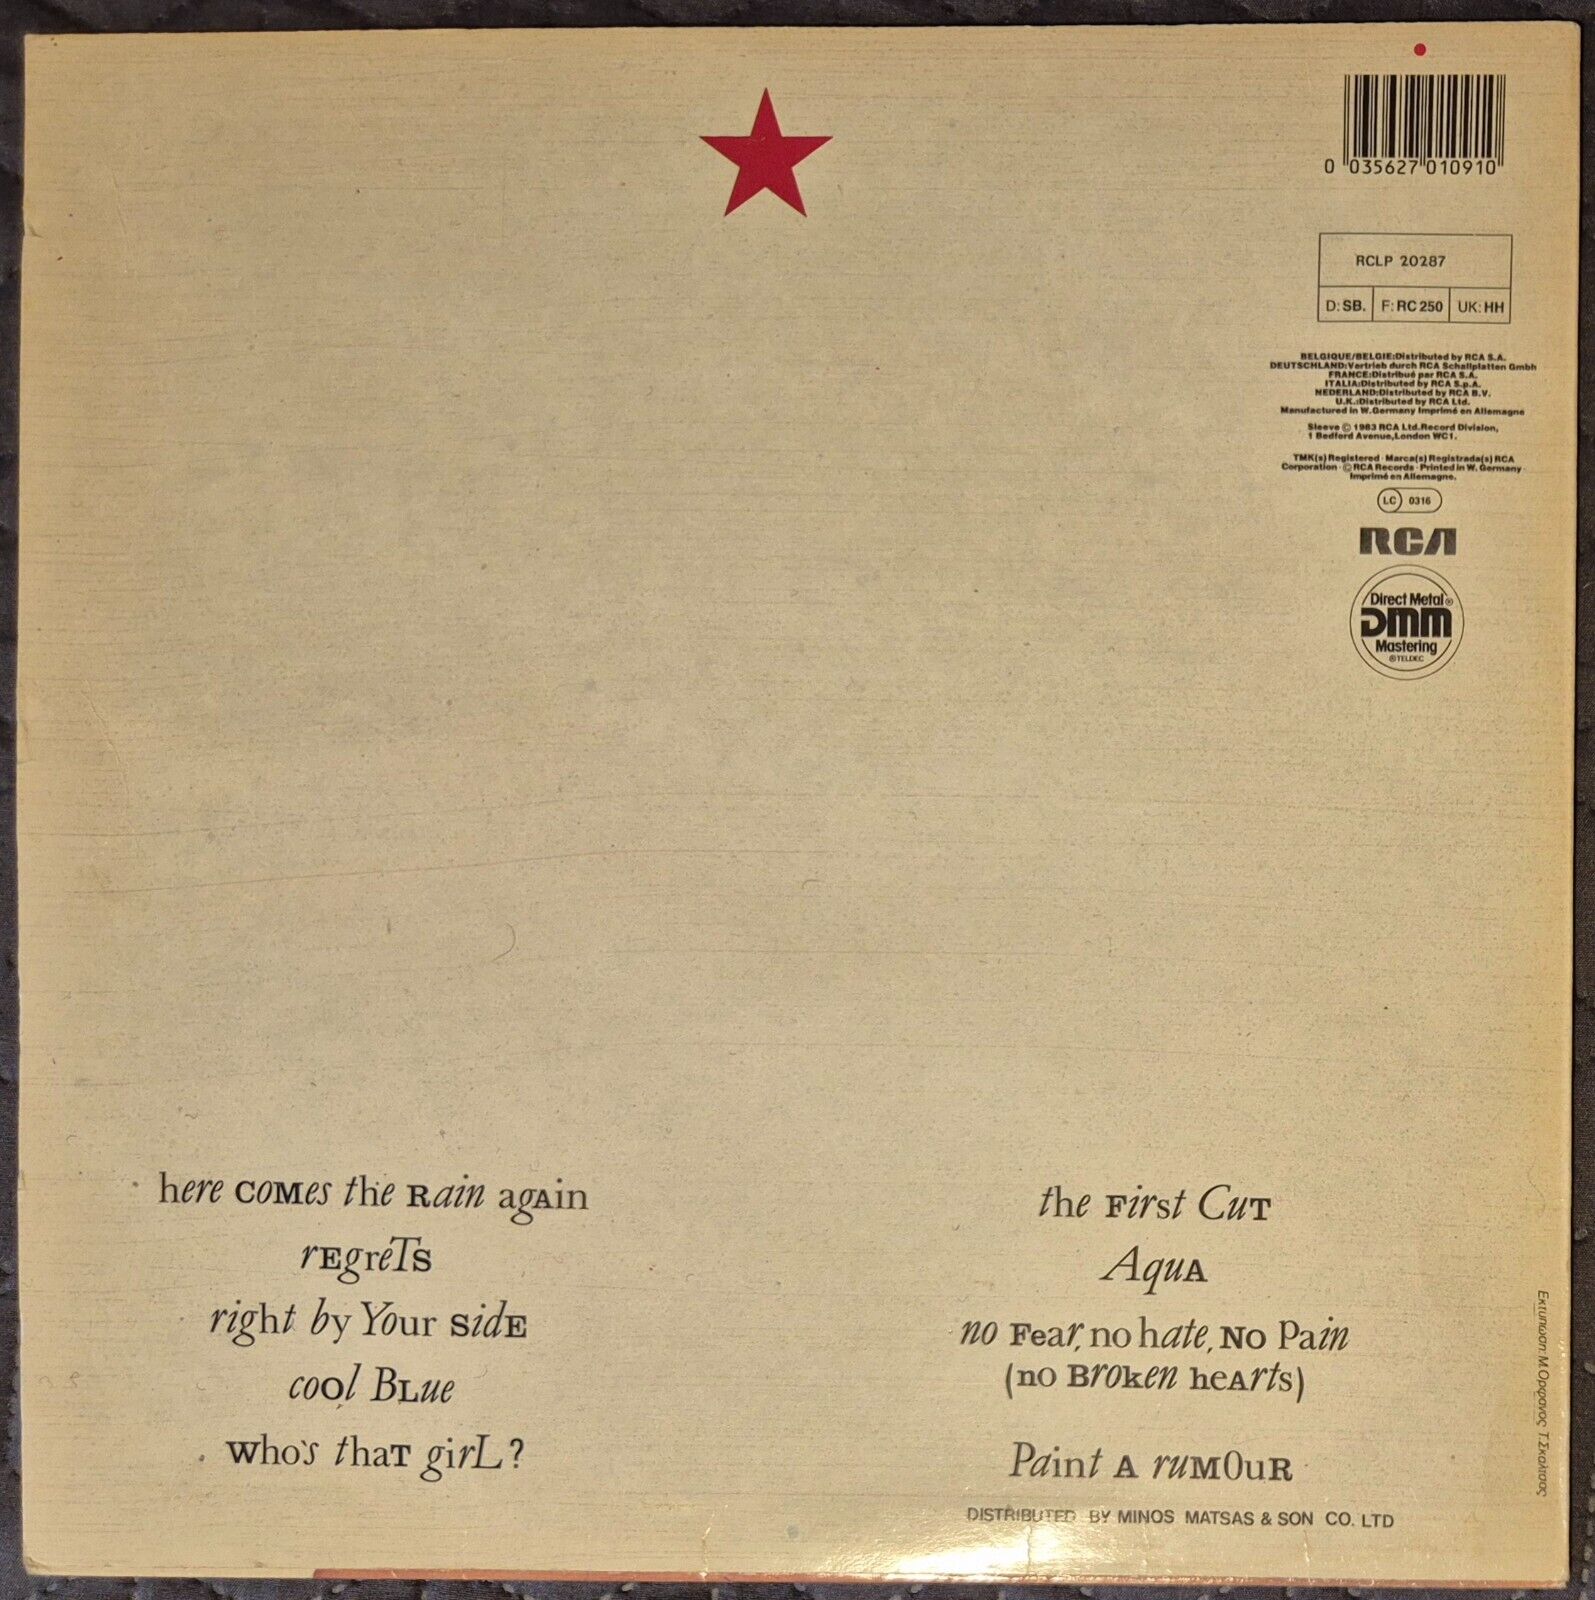 0 035627 010910
RCLP 20287
D: SB. F: RC 250 UK: HH
BELGIQUE/BELGIE:Distributed by RCA S.A.
DEUTSCHLAND:Vertrieb durch RCA Schallplatten Gmbh
FRANCE:Distribué par RCA S.A.
ITALIA:Distributed by RCA S.p.A.
NEDERLAND:Distributed by RCA B.V.
U.K.:Distributed by RCA Ltd.
Manufactured in W.Germany Imprimé en Allemagne
Sleeve © 1983 RCA Ltd.Record Division,
1 Bedford Avenue,London WC1.
TMK(s) Registered · Marca(s) Registrada(s) RCA
Corporation · © RCA Records · Printed in W. Germany ·
Imprimé en Allemagne.
LC 0316
RCA
Direct Metal®
DMM
Mastering
©TELDEC
here COMes the Rain agAin
rEgreTS
right by Your SidE
cOOl BLue
Who's thaT girL?
the First CuT
AquA
no Fear, no hate, No Pain
(no Broken heArts)
Paint A ruMOuR
DISTRIBUTED BY MINOS MATSAS & SON CO. LTD
Εκτυπωση: Μ.Ορφανος Τ.Σκαλτσας